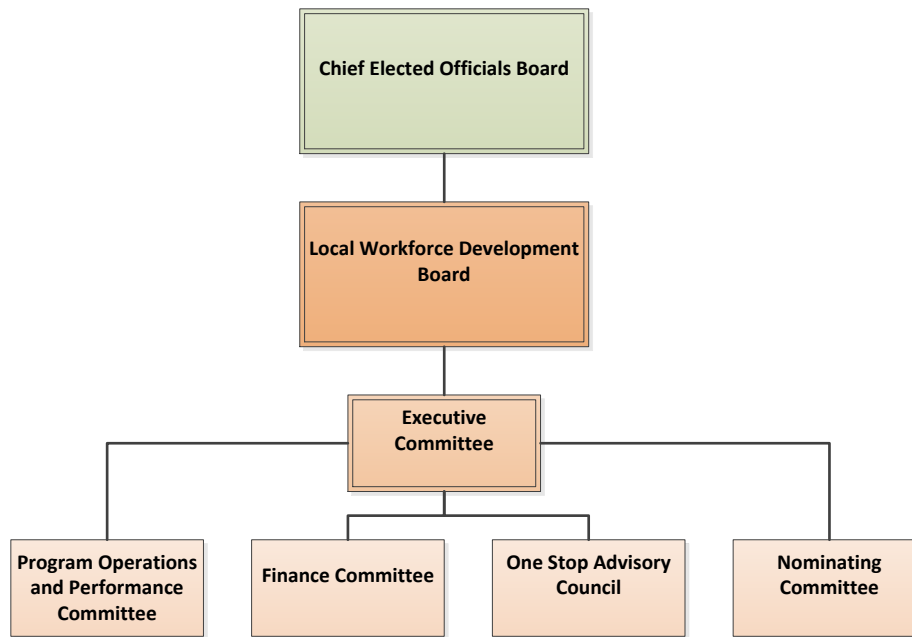 Chief Elected Officials Board
Local Workforce Development
Board
Executive
Committee
Program Operations
and Performance
Committee
Finance Committee
One Stop Advisory
Council
Nominating
Committee